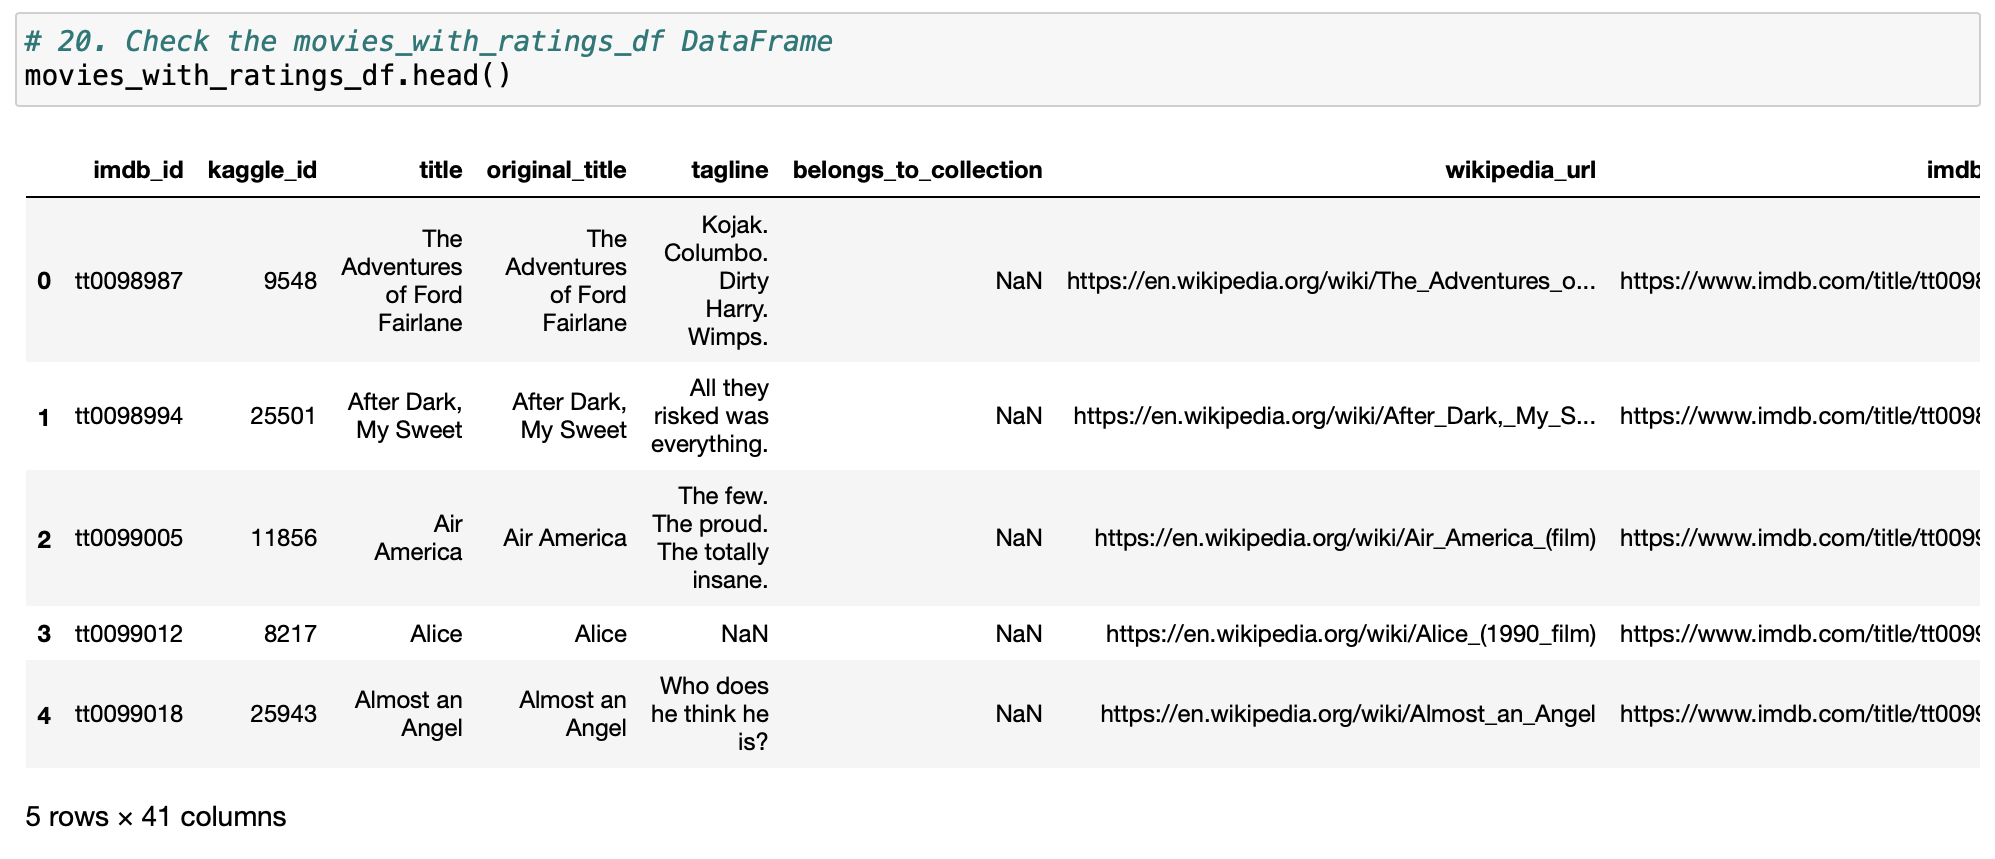 # 20. Check the movies_with_ratings_df DataFrame
movies_with_ratings_df.head()
imdb_id kaggle_id title original_title tagline belongs_to_collection wikipedia_url imdb
0 tt0098987 9548 The Adventures of Ford Fairlane The Adventures of Ford Fairlane Kojak. Columbo. Dirty Harry. Wimps. NaN https://en.wikipedia.org/wiki/The_Adventures_o... https://www.imdb.com/title/tt0098
1 tt0098994 25501 After Dark, My Sweet After Dark, My Sweet All they risked was everything. NaN https://en.wikipedia.org/wiki/After_Dark,_My_S... https://www.imdb.com/title/tt0098
2 tt0099005 11856 Air America Air America The few. The proud. The totally insane. NaN https://en.wikipedia.org/wiki/Air_America_(film) https://www.imdb.com/title/tt0099
3 tt0099012 8217 Alice Alice NaN NaN https://en.wikipedia.org/wiki/Alice_(1990_film) https://www.imdb.com/title/tt0099
4 tt0099018 25943 Almost an Angel Almost an Angel Who does he think he is? NaN https://en.wikipedia.org/wiki/Almost_an_Angel https://www.imdb.com/title/tt0099
5 rows × 41 columns